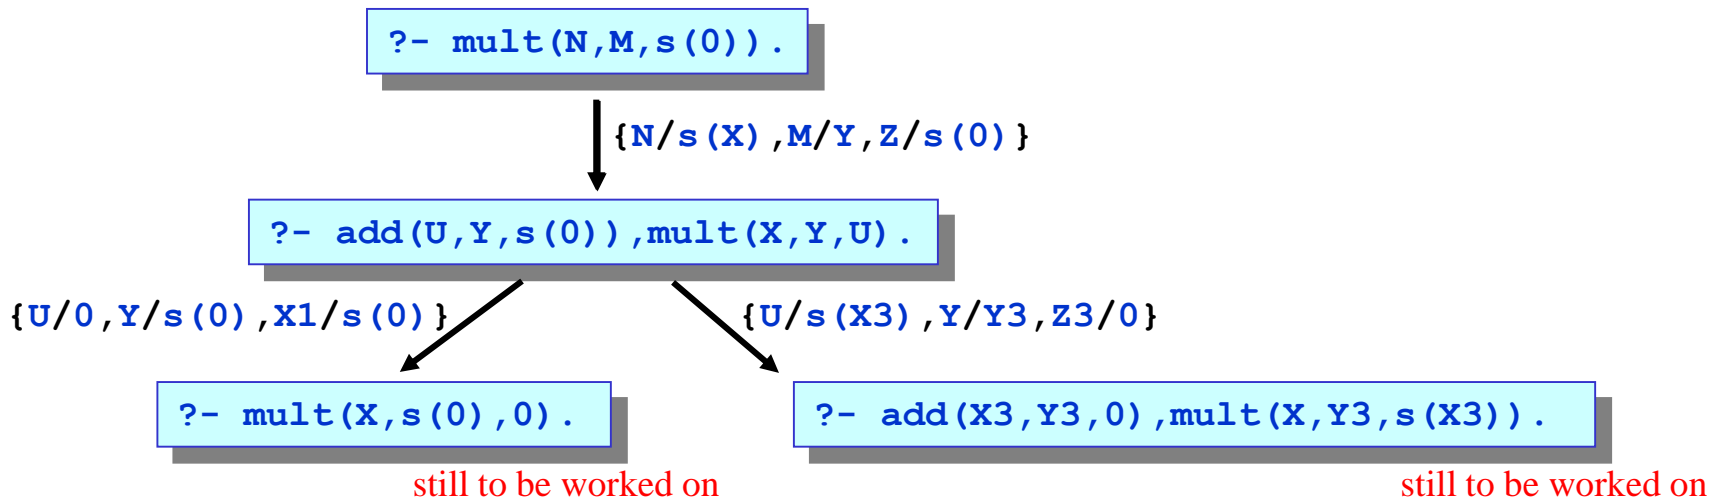 ?- mult(N,M,s(0)).
{N/s(X),M/Y,Z/s(0)}
?- add(U,Y,s(0)),mult(X,Y,U).
{U/0,Y/s(0),X1/s(0)}
{U/s(X3),Y/Y3,Z3/0}
?- mult(X,s(0),0).
?- add(X3,Y3,0),mult(X,Y3,s(X3)).
still to be worked on
still to be worked on